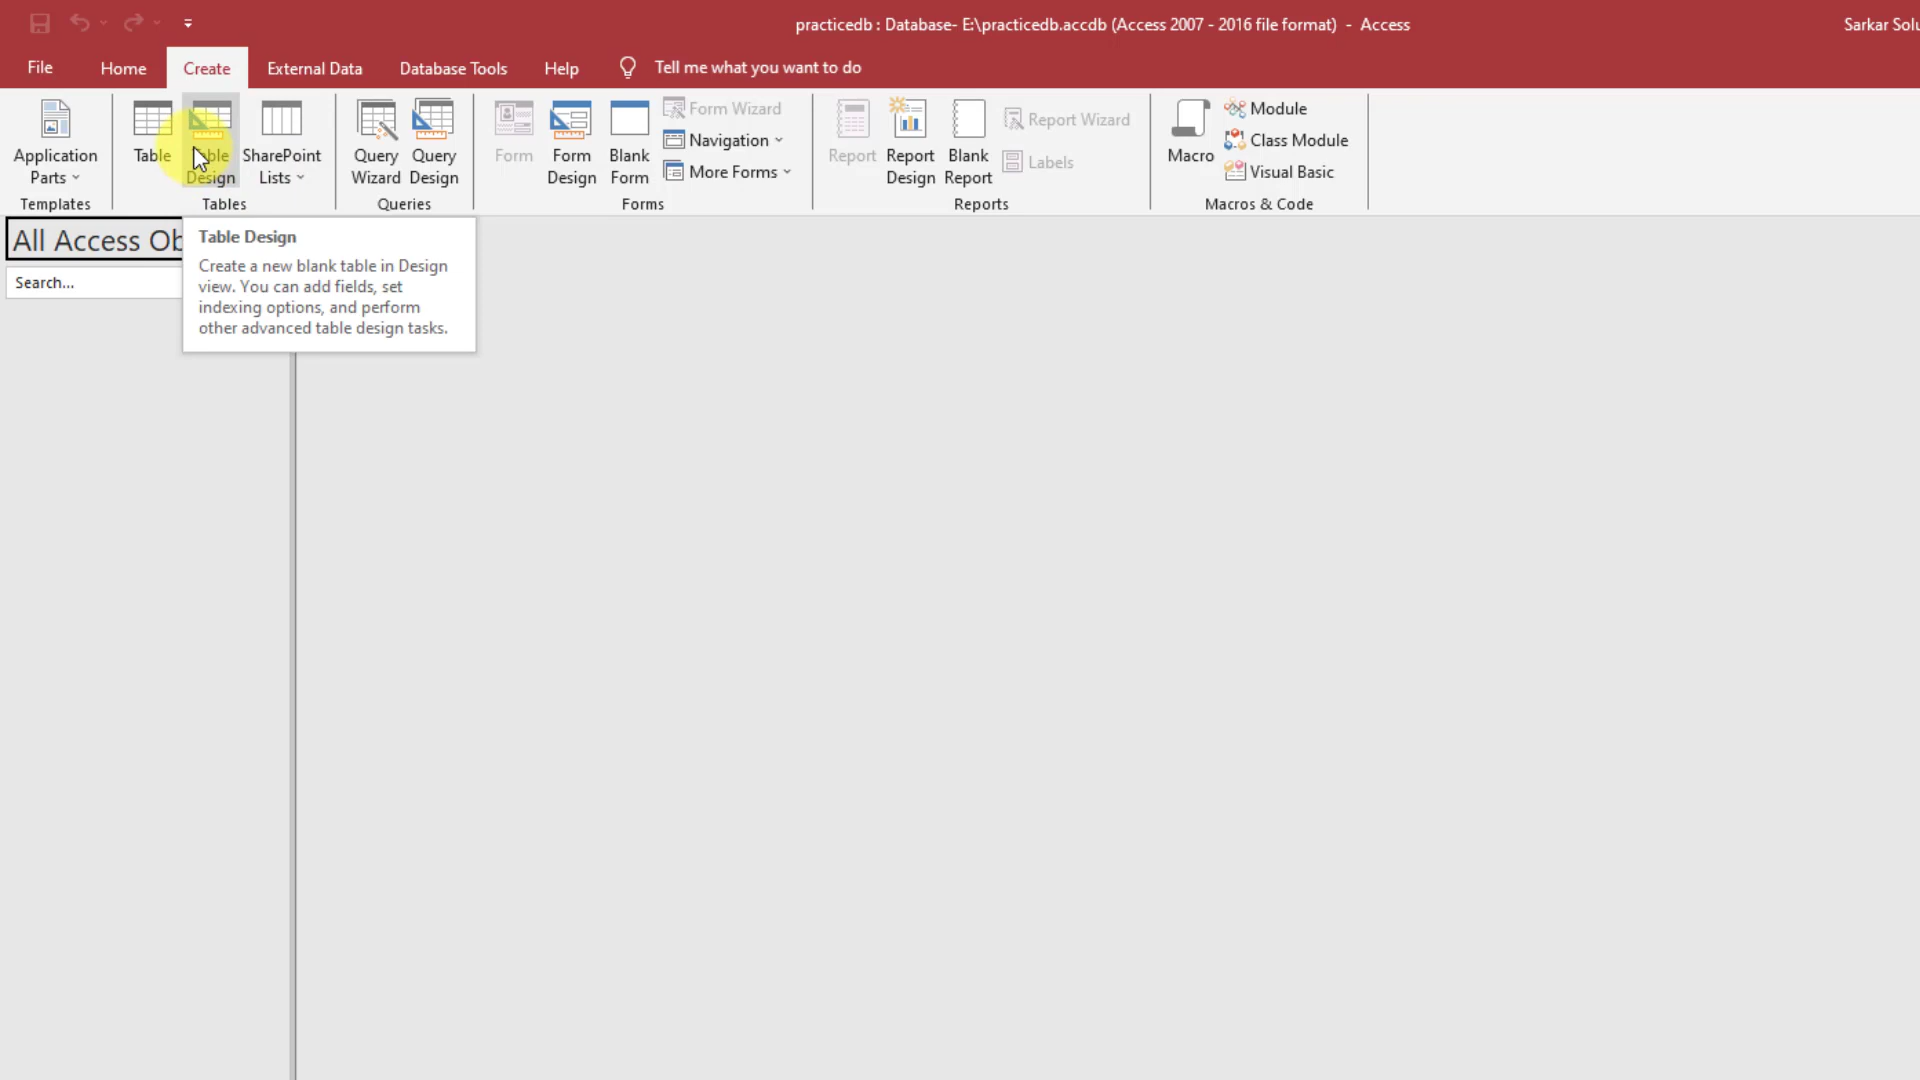 practicedb : Database- E:\practicedb.accdb (Access 2007 - 2016 file format)  -  Access
Sarkar
File Home Create External Data Database Tools Help Tell me what you want to do
Application Parts
Table
Table Design
SharePoint Lists
Query Wizard
Query Design
Form
Form Design
Blank Form
Form Wizard
Navigation
More Forms
Report
Report Design
Blank Report
Report Wizard
Labels
Macro
Module
Class Module
Visual Basic
Templates Tables Queries Forms Reports Macros & Code
All Access Ob
Search...
Table Design
Create a new blank table in Design
view. You can add fields, set
indexing options, and perform
other advanced table design tasks.